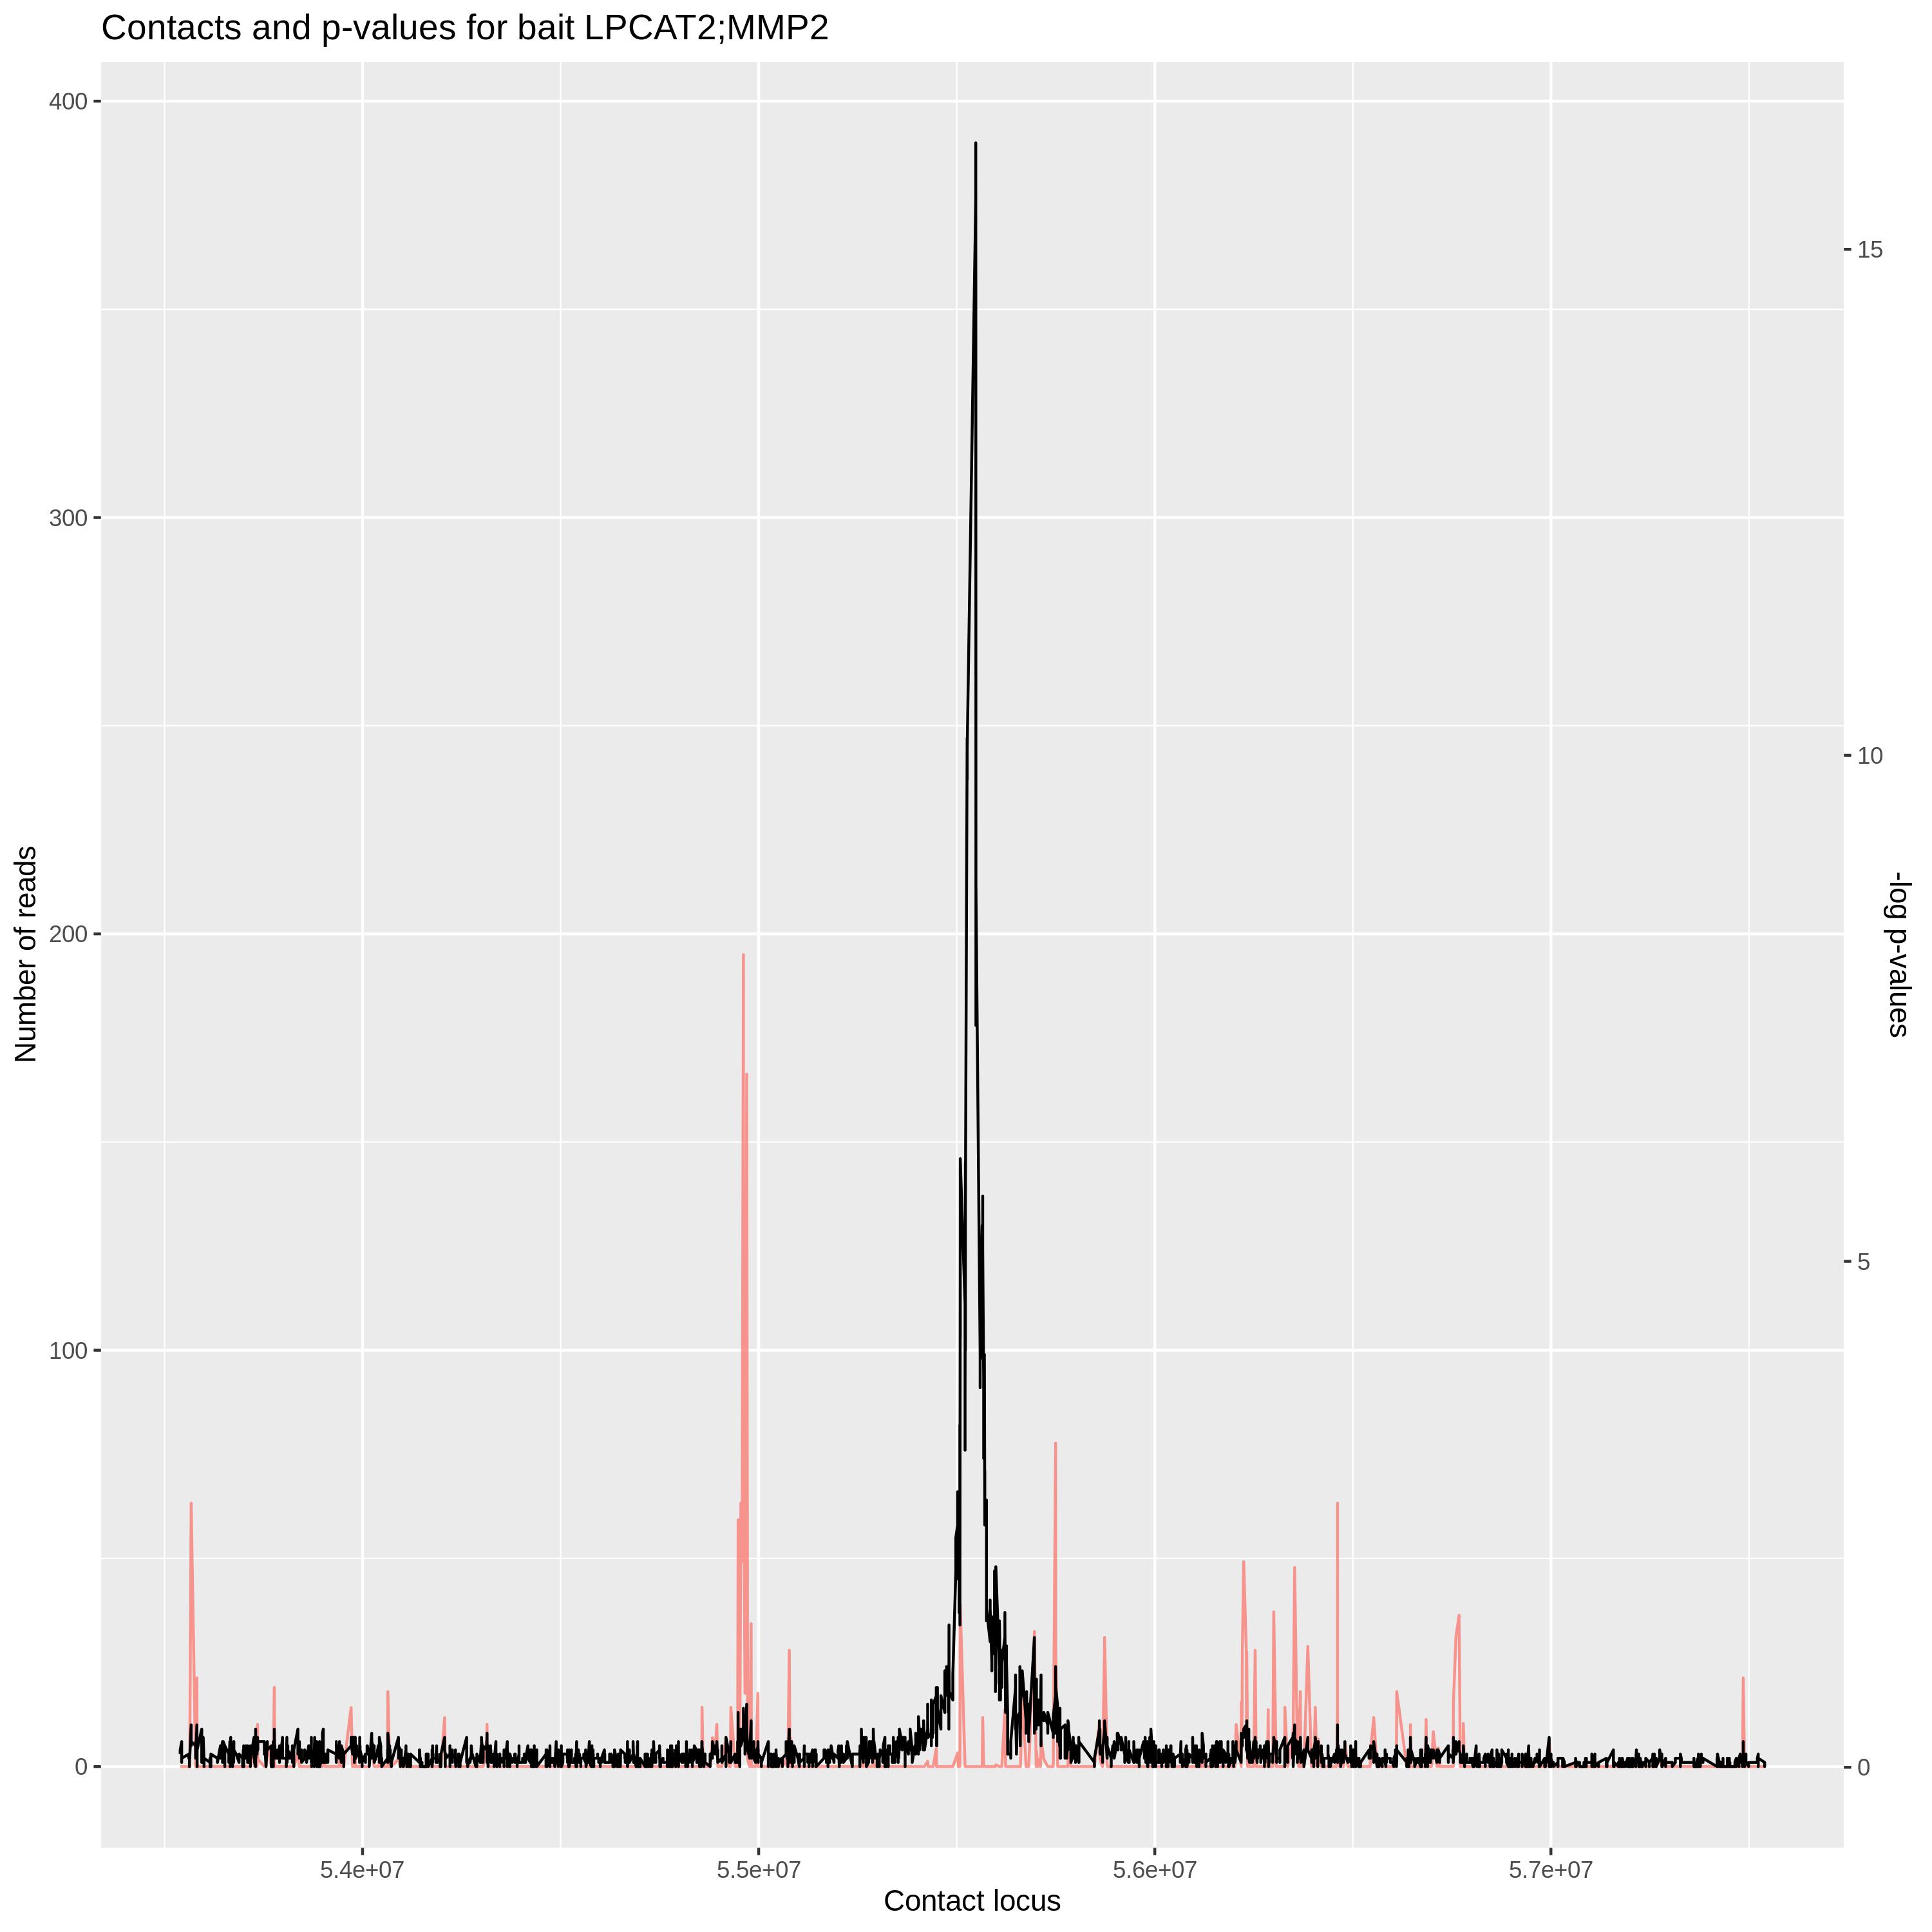 Contacts and p-values for bait LPCAT2;MMP2
400
300
200
100
0
Number of reads
15
10
5
0
-log p-values
5.4e+07 5.5e+07 5.6e+07 5.7e+07
Contact locus